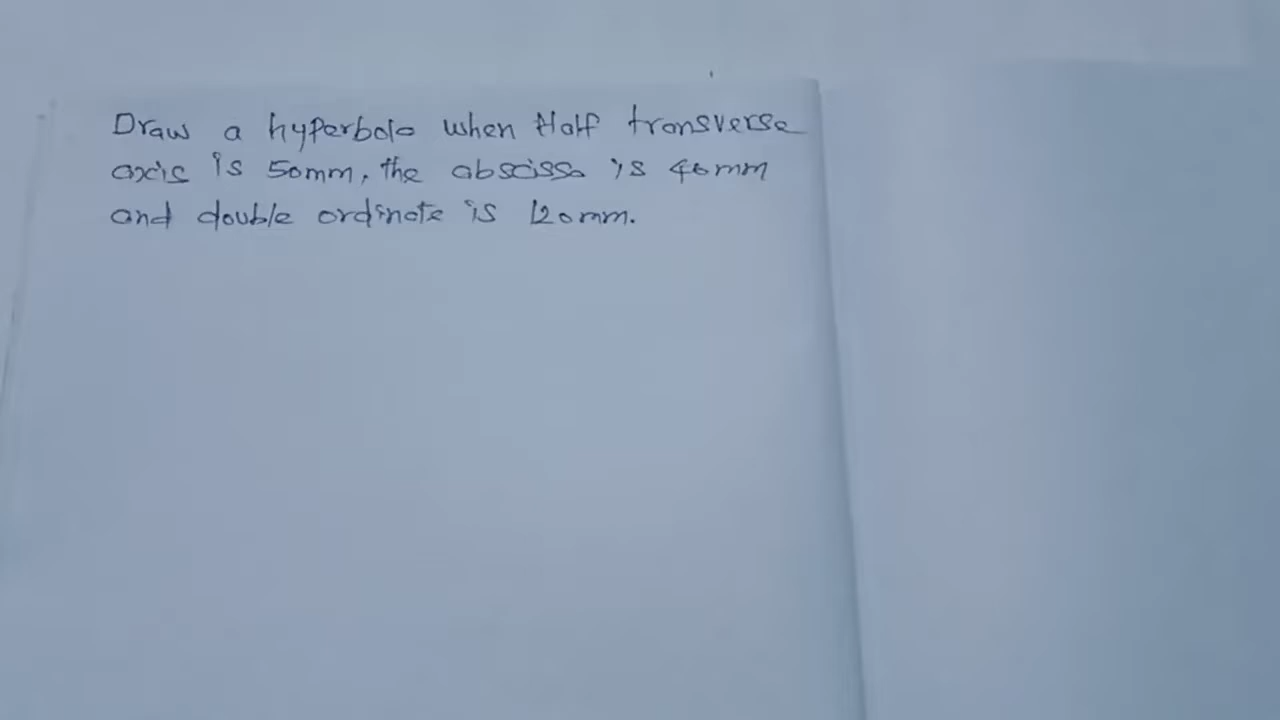 Draw a hyperbola when Half transverse
axis is 50mm, the abscissa is 40mm
and double ordinate is 120mm.